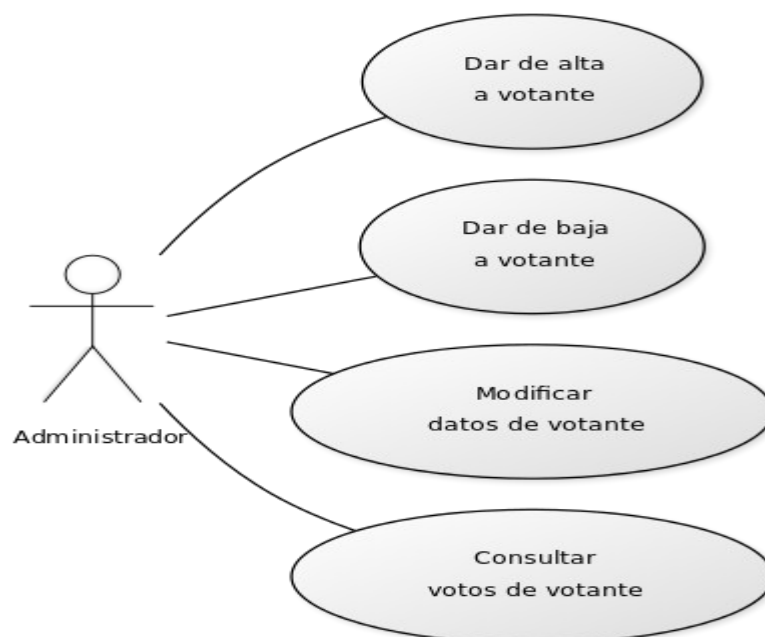 Dar de alta
a votante
Dar de baja
a votante
Modificar
datos de votante
Administrador
Consultar
votos de votante